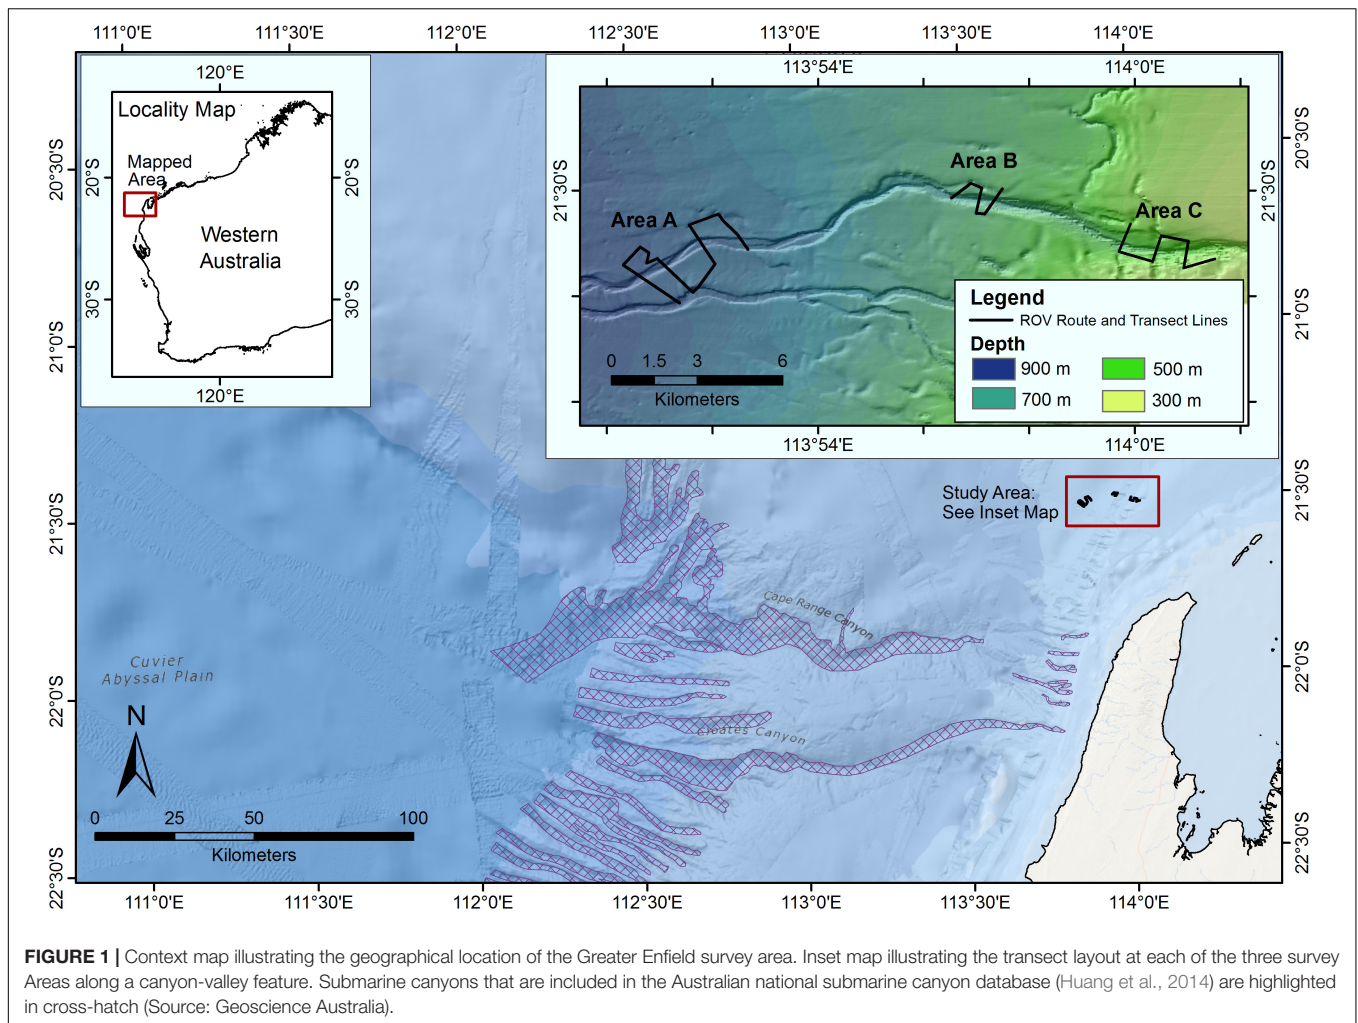 111°0'E 111°30'E 112°0'E 112°30'E 113°0'E 113°30'E 114°0'E
120°E
Locality Map
Mapped
Area
20°S
20°S
Western
Australia
30°S
30°S
120°E
113°54'E 114°0'E
21°30'S
21°30'S
Area A
Area B
Area C
0 1.5 3 6
Kilometers
Legend
ROV Route and Transect Lines
Depth
900 m
500 m
700 m
300 m
113°54'E 114°0'E
20°30'S
21°0'S
21°30'S
22°0'S
22°30'S
20°30'S
21°0'S
21°30'S
22°0'S
22°30'S
Study Area:
See Inset Map
Cape Range Canyon
Cuvier
Abyssal Plain
Cloates Canyon
N
0 25 50 100
Kilometers
111°0'E 111°30'E 112°0'E 112°30'E 113°0'E 113°30'E 114°0'E
FIGURE 1 | Context map illustrating the geographical location of the Greater Enfield survey area. Inset map illustrating the transect layout at each of the three survey
Areas along a canyon-valley feature. Submarine canyons that are included in the Australian national submarine canyon database (Huang et al., 2014) are highlighted
in cross-hatch (Source: Geoscience Australia).